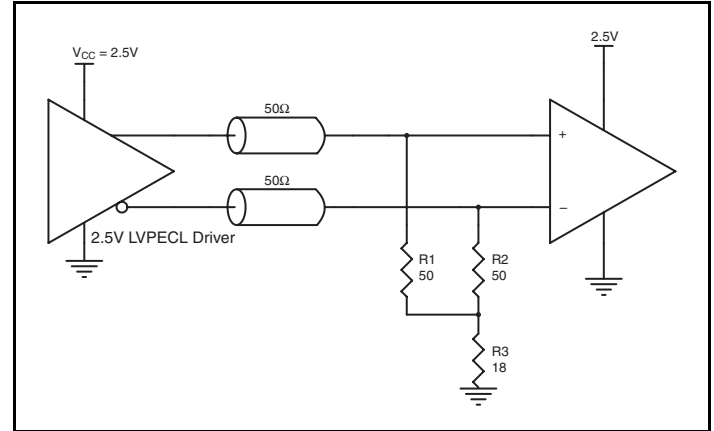 V_CC = 2.5V
2.5V
50Ω
+
50Ω
−
2.5V LVPECL Driver
R1
50
R2
50
R3
18